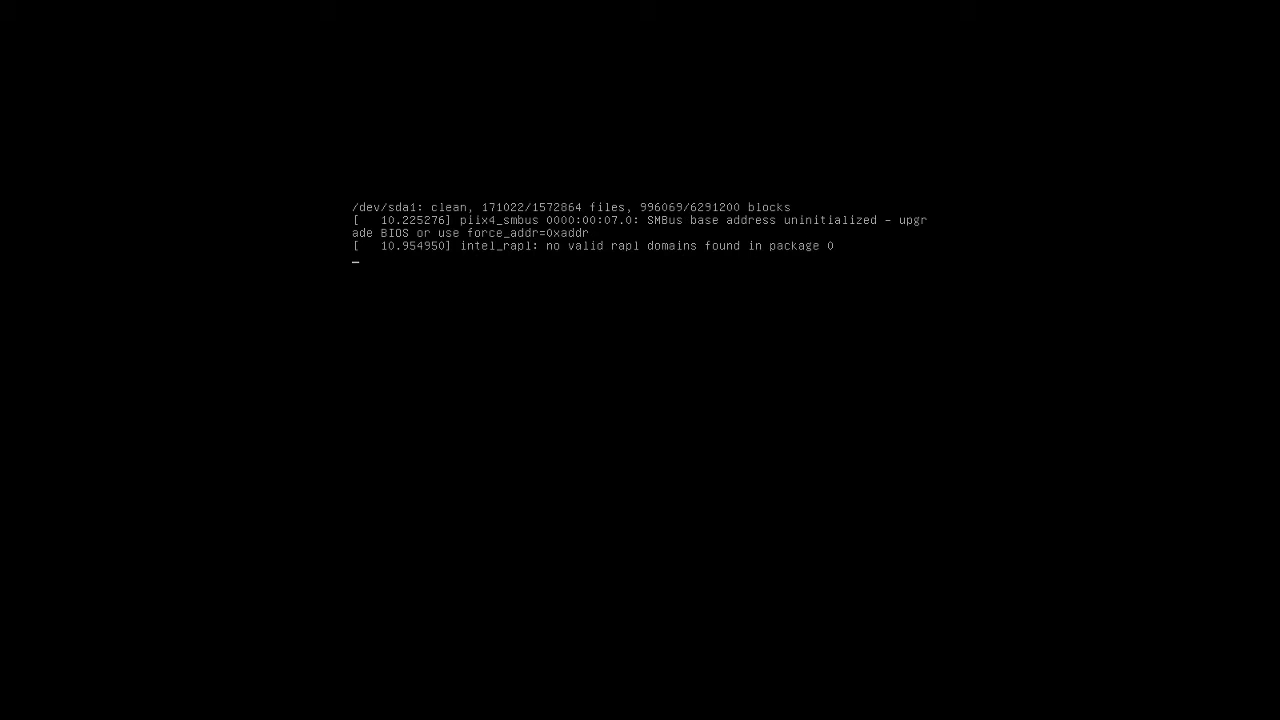 /dev/sda1: clean, 171022/1572864 files, 996069/6291200 blocks
[   10.225276] piix4_smbus 0000:00:07.0: SMBus base address uninitialized - upgr
ade BIOS or use force_addr=0xaddr
[   10.954950] intel_rapl: no valid rapl domains found in package 0